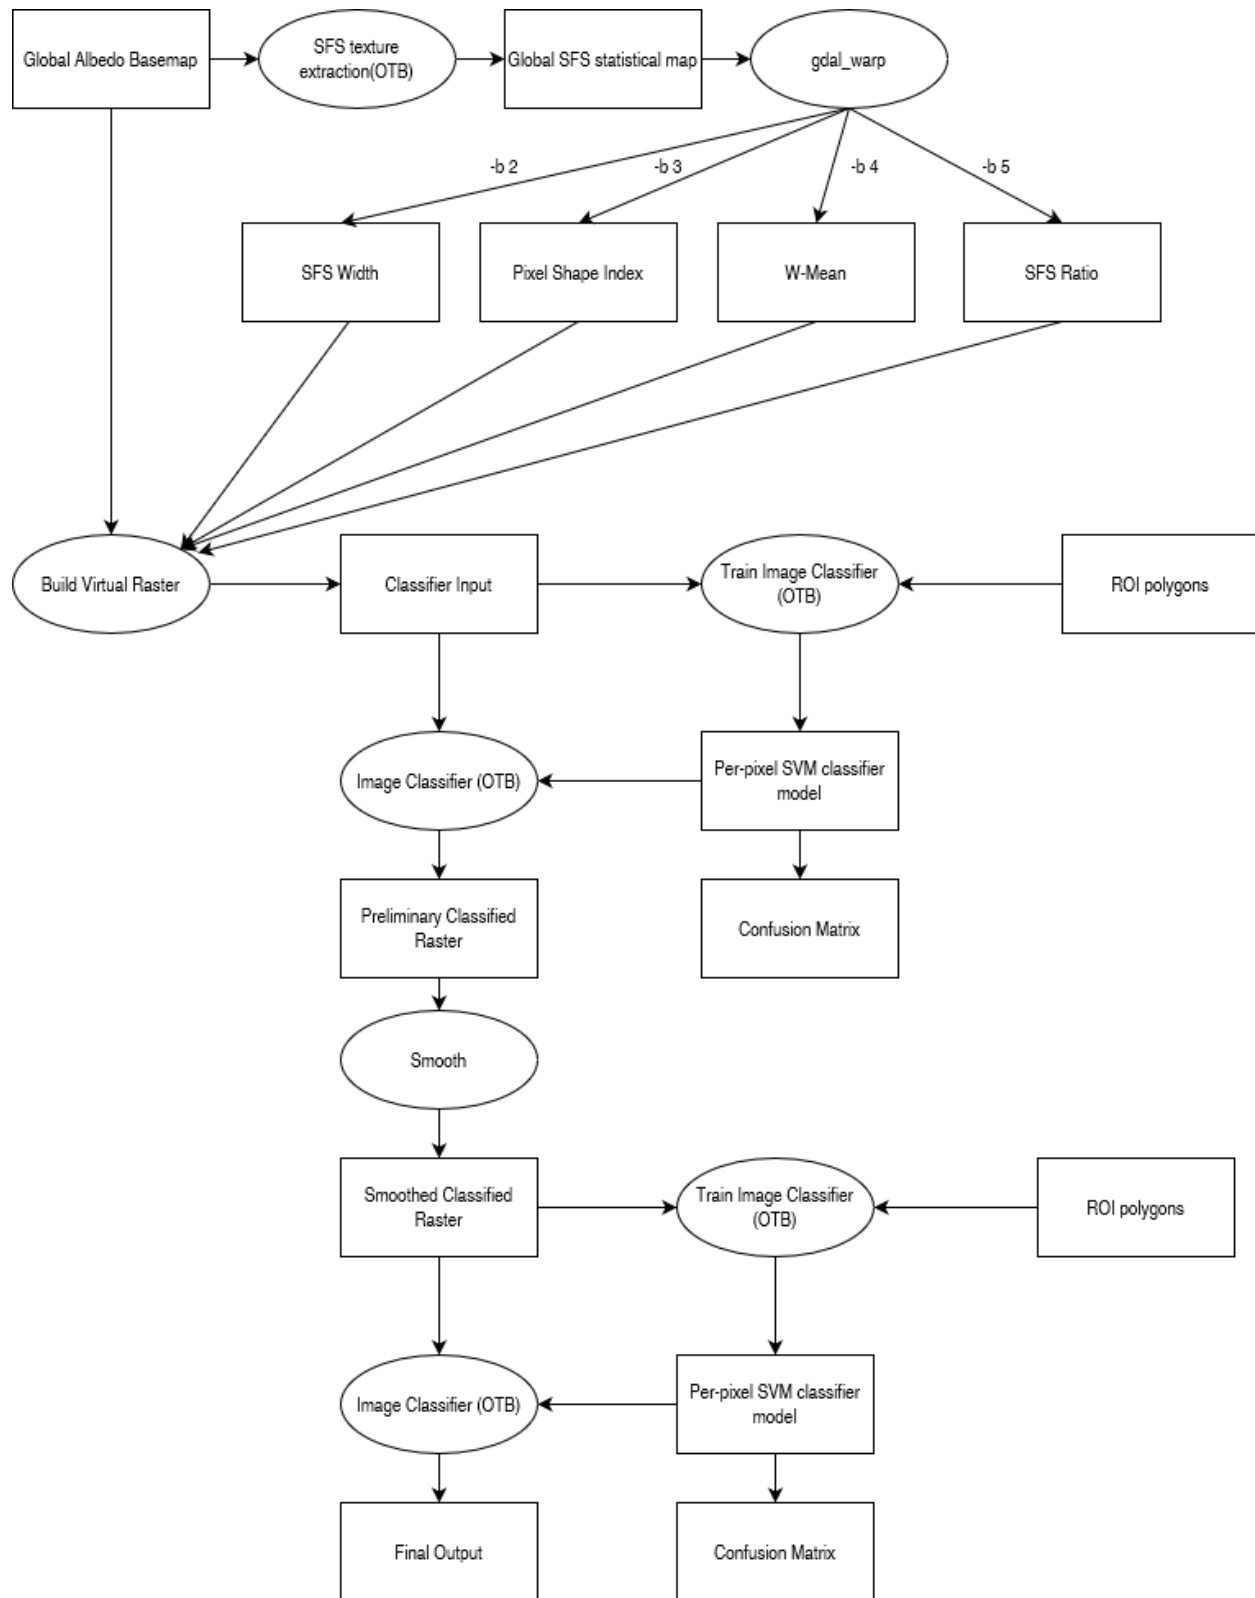 Global Albedo Basemap
SFS texture
extraction(OTB)
Global SFS statistical map
gdal_warp
-b 2
-b 3
-b 4
-b 5
SFS Width
Pixel Shape Index
W-Mean
SFS Ratio
Build Virtual Raster
Classifier Input
Train Image Classifier
(OTB)
ROI polygons
Image Classifier (OTB)
Per-pixel SVM classifier
model
Preliminary Classified
Raster
Confusion Matrix
Smooth
Smoothed Classified
Raster
Train Image Classifier
(OTB)
ROI polygons
Image Classifier (OTB)
Per-pixel SVM classifier
model
Final Output
Confusion Matrix